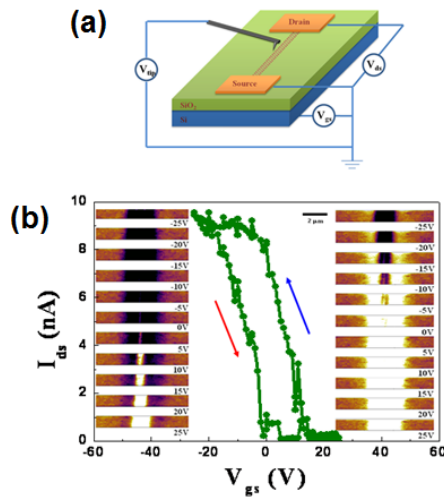 (a)
Drain
V_tip
V_ds
Source
SiO₂
Si
V_gs
(b)
I_ds (nA)
10
8
6
4
2
0
-25V
-20V
-15V
-10V
-5V
0V
5V
10V
15V
20V
25V
2 μm
-25V
-20V
-15V
-10V
-5V
0V
5V
10V
15V
20V
25V
-60 -40 -20 0 20 40 60
V_gs (V)